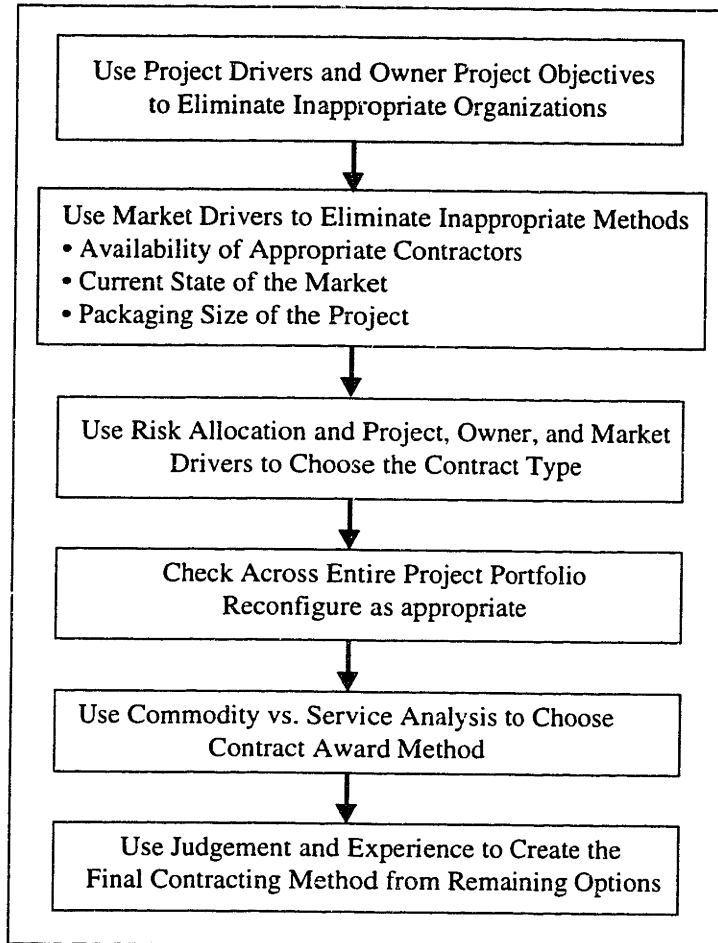 Use Project Drivers and Owner Project Objectives
to Eliminate Inappropriate Organizations
Use Market Drivers to Eliminate Inappropriate Methods
• Availability of Appropriate Contractors
• Current State of the Market
• Packaging Size of the Project
Use Risk Allocation and Project, Owner, and Market
Drivers to Choose the Contract Type
Check Across Entire Project Portfolio
Reconfigure as appropriate
Use Commodity vs. Service Analysis to Choose
Contract Award Method
Use Judgement and Experience to Create the
Final Contracting Method from Remaining Options